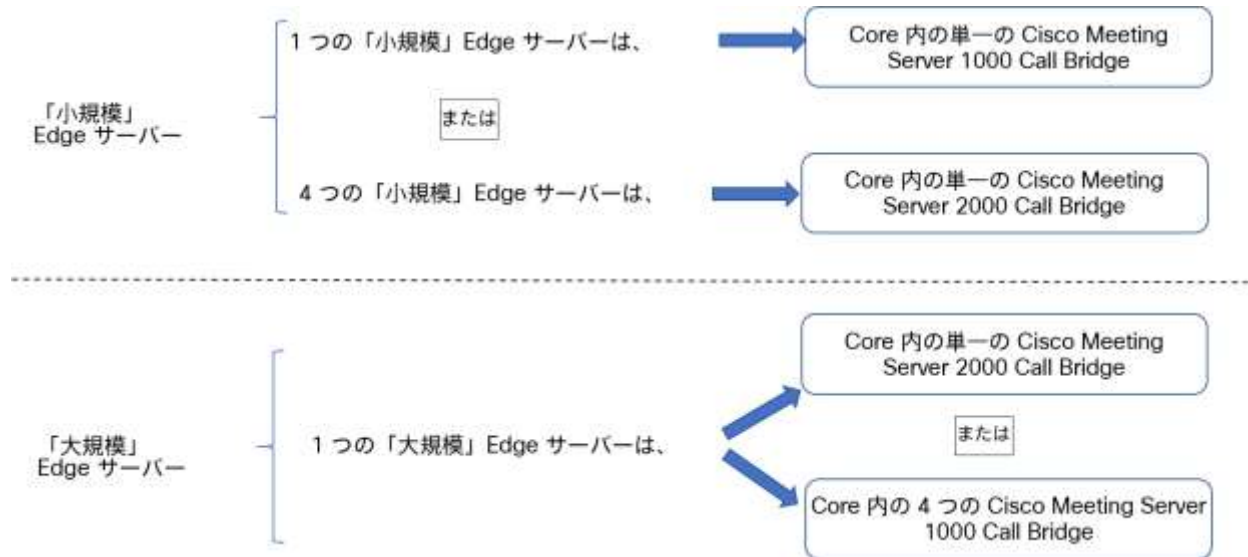 1 つの「小規模」Edge サーバーは、
Core 内の単一の Cisco Meeting
Server 1000 Call Bridge
「小規模」
Edge サーバー
または
4 つの「小規模」Edge サーバーは、
Core 内の単一の Cisco Meeting
Server 2000 Call Bridge
Core 内の単一の Cisco Meeting
Server 2000 Call Bridge
「大規模」
Edge サーバー
1 つの「大規模」Edge サーバーは、
または
Core 内の 4 つの Cisco Meeting Server
1000 Call Bridge